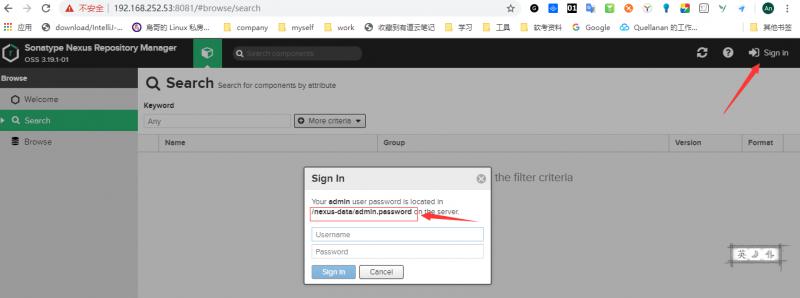 不安全 | 192.168.252.53:8081/#browse/search
应用
download/IntelliJ-...
鳥哥的 Linux 私房...
company
myself
work
收藏到有道云笔记
学习
工具
软考资料
Google
Quellanan 的工作...
其他书签
Sonatype Nexus Repository Manager
OSS 3.19.1-01
Search components
Sign in
Browse
Welcome
Search
Browse
Search Search for components by attribute
Keyword
Any
More criteria
Name
Group
Version
Format
the filter criteria
Sign In
Your admin user password is located in
/nexus-data/admin.password on the server.
Username
Password
Sign in
Cancel
英